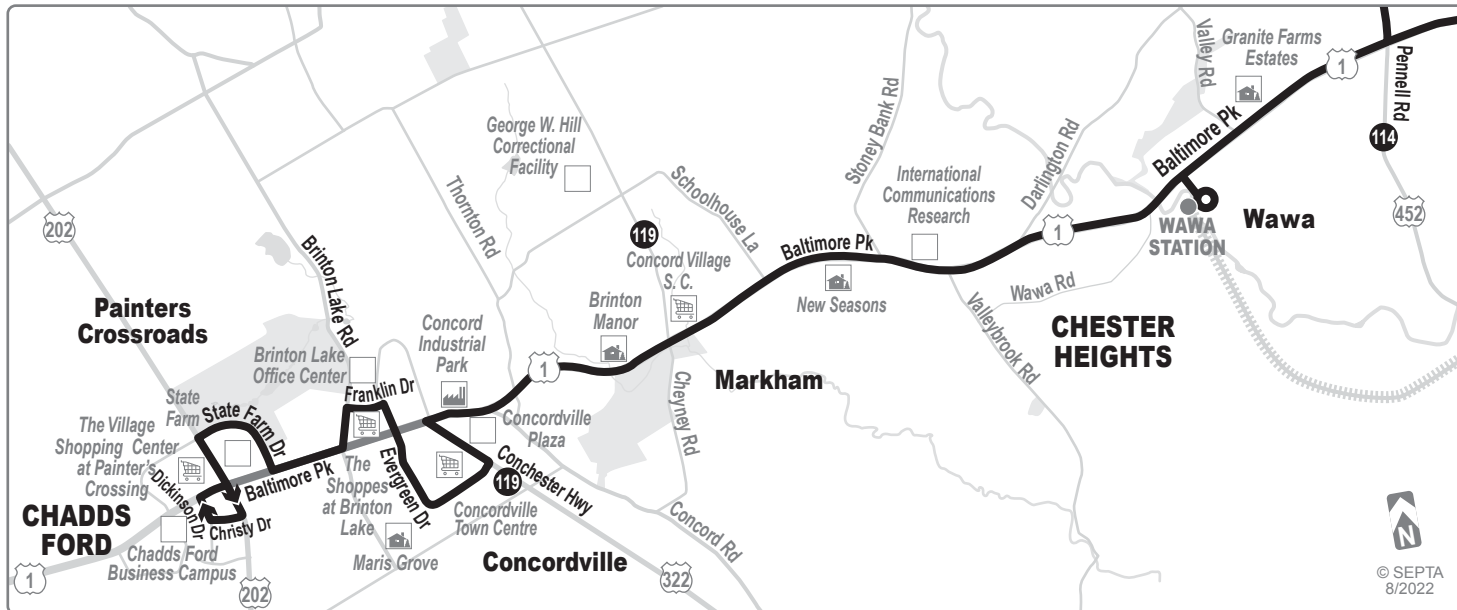 Granite Farms
Estates
Valley Rd
1
Pennell Rd
114
452
Baltimore Pk
Stoney Bank Rd
Darlington Rd
International
Communications
Research
George W. Hill
Correctional
Facility
Schoolhouse La
Thornton Rd
202
Brinton Lake Rd
119
Concord Village
S. C.
Baltimore Pk
1
WAWA
STATION
Wawa
New Seasons
Wawa Rd
Valleybrook Rd
CHESTER
HEIGHTS
Painters
Crossroads
Brinton Lake
Office Center
Concord
Industrial
Park
Brinton
Manor
1
Markham
Cheyney Rd
State
Farm
State Farm Dr
Franklin Dr
The Village
Shopping Center
at Painter's
Crossing
Baltimore Pk
Dickinson Dr
Christy Dr
CHADDS
FORD
Chadds Ford
Business Campus
1
202
The
Shoppes
at Brinton
Lake
Evergreen Dr
Maris Grove
Concordville
Plaza
Conchester Hwy
119
Concordville
Town Centre
Concord Rd
Concordville
322
N
© SEPTA
8/2022